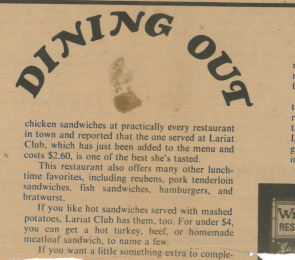 DINING OUT
chicken sandwiches at practically every restaurant
in town and reported that the one served at Lariat
Club, which has just been added to the menu and
costs $2.60, is one of the best she's tasted.
This restaurant also offers many other lunch-
time favorites, including reubens, pork tenderloin
sandwiches, fish sandwiches, hamburgers, and
bratwurst.
If you like hot sandwiches served with mashed
potatoes, Lariat Club has them, too. For under $4,
you can get a hot turkey, beef, or homemade
meatloaf sandwich, to name a few.
If you want a little something extra to comple-